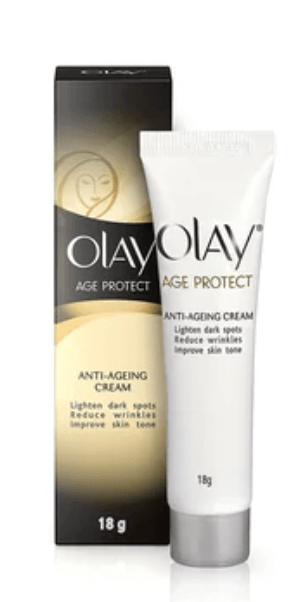 OLAY
AGE PROTECT
ANTI-AGEING
CREAM
Lighten dark spots
Reduce wrinkles
Improve skin tone
18 g
OLAY®
AGE PROTECT
ANTI-AGEING CREAM
Lighten dark spots
Reduce wrinkles
Improve skin tone
18g